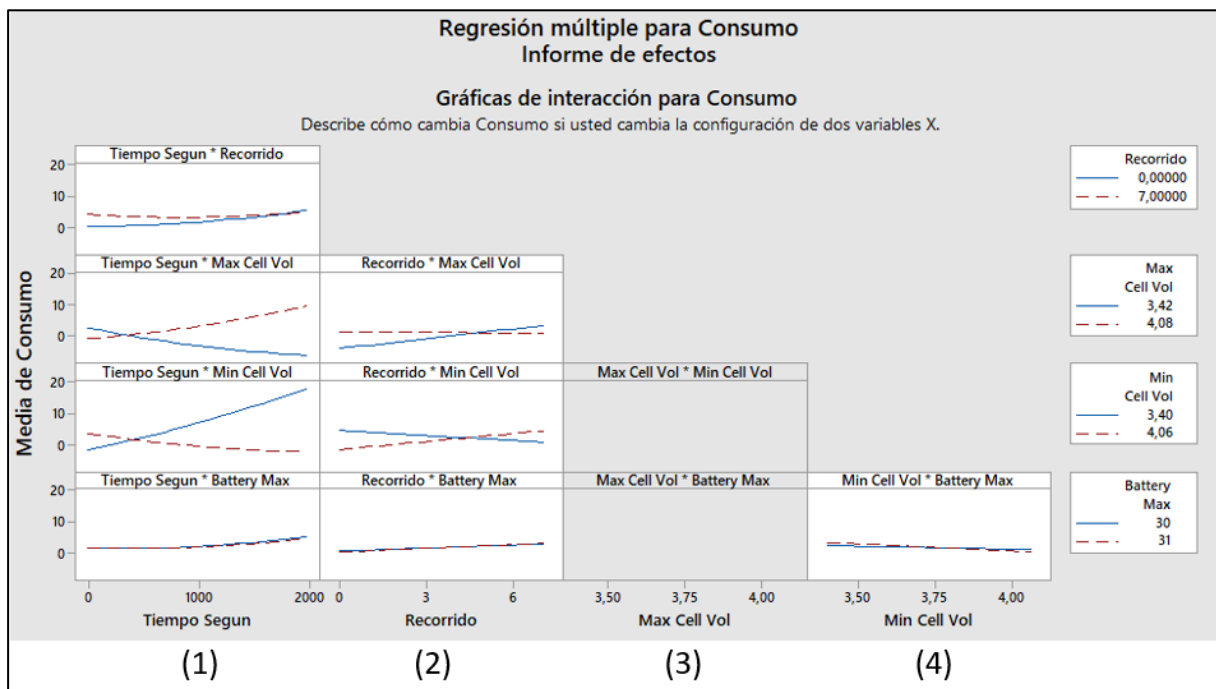 Regresión múltiple para Consumo
Informe de efectos
Gráficas de interacción para Consumo
Describe cómo cambia Consumo si usted cambia la configuración de dos variables X.
Media de Consumo
Tiempo Segun * Recorrido
20
10
0
Recorrido
0,00000
7,00000
Tiempo Segun * Max Cell Vol
Recorrido * Max Cell Vol
20
10
0
Max
Cell Vol
3,42
4,08
Tiempo Segun * Min Cell Vol
Recorrido * Min Cell Vol
Max Cell Vol * Min Cell Vol
20
10
0
Min
Cell Vol
3,40
4,06
Tiempo Segun * Battery Max
Recorrido * Battery Max
Max Cell Vol * Battery Max
Min Cell Vol * Battery Max
20
10
0
Battery
Max
30
31
0 1000 2000
0 3 6
3,50 3,75 4,00
3,50 3,75 4,00
Tiempo Segun
Recorrido
Max Cell Vol
Min Cell Vol
(1)
(2)
(3)
(4)